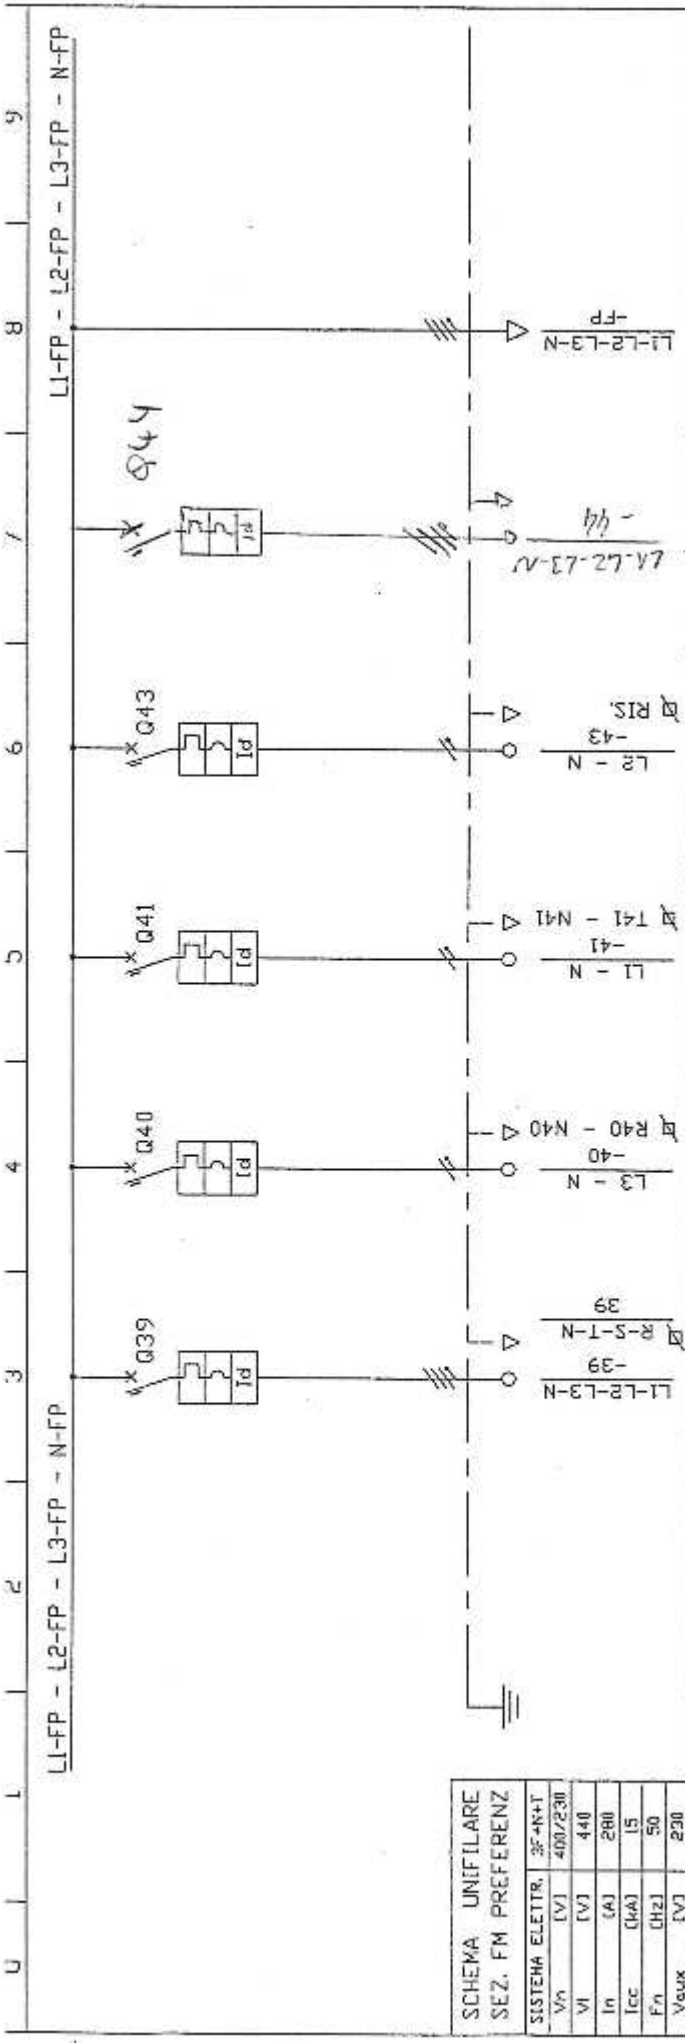 0 1 2 3 4 5 6 7 8 9
L1-FP - L2-FP - L3-FP - N-FP
L1-FP - L2-FP - L3-FP - N-FP
Q39
Q40
Q41
Q43
Q44
Id
Id
Id
Id
Id
L1-L2-L3-N
-39
R-S-T-N
39
L3 - N
-40
R40 - N40
L1 - N
-41
T41 - N41
L2 - N
-43
RIS.
L1-L2-L3-N
- 44
L1-L2-L3-N
-FP
SCHEMA UNIFILARE
SEZ. FM PREFERENZ
SISTEMA ELETTR. 3F+N+T
Vn [V] 400/230
Vi [V] 440
In [A] 280
Icc [kA] 15
Fn [Hz] 50
Vaux [V] 230